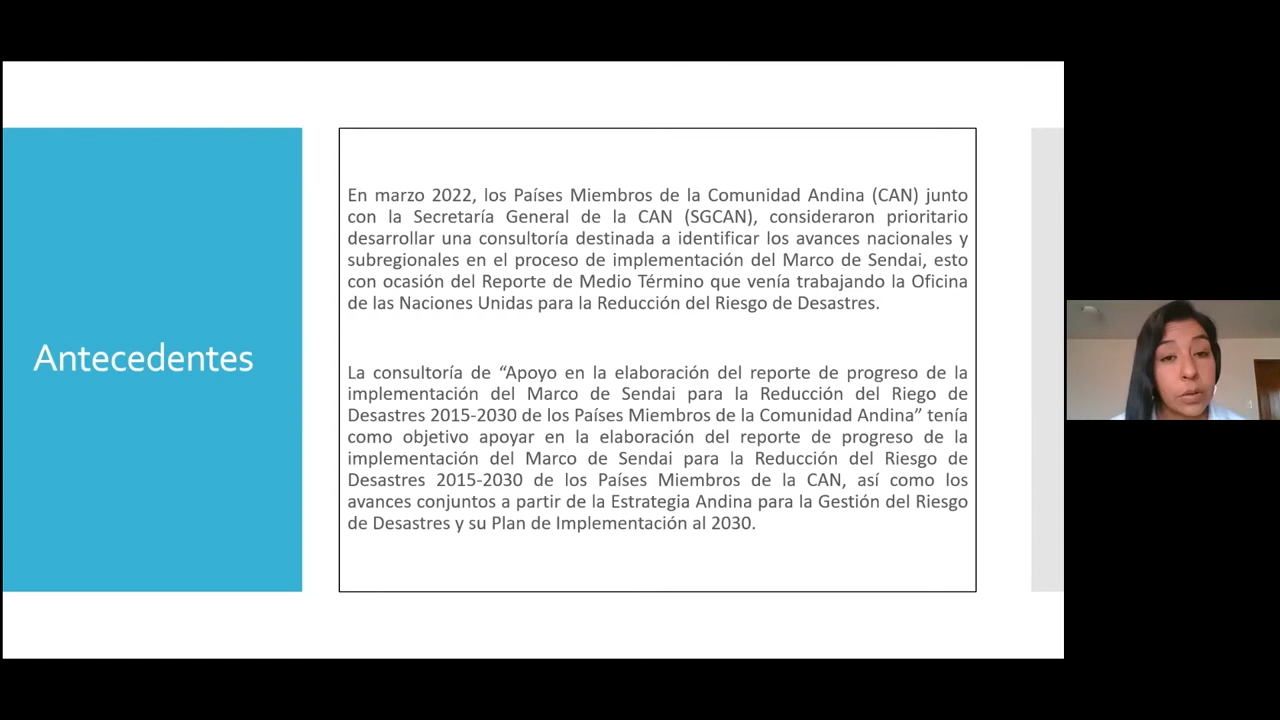 Antecedentes
En marzo 2022, los Países Miembros de la Comunidad Andina (CAN) junto
con la Secretaría General de la CAN (SGCAN), consideraron prioritario
desarrollar una consultoría destinada a identificar los avances nacionales y
subregionales en el proceso de implementación del Marco de Sendai, esto
con ocasión del Reporte de Medio Término que venía trabajando la Oficina
de las Naciones Unidas para la Reducción del Riesgo de Desastres.
La consultoría de “Apoyo en la elaboración del reporte de progreso de la
implementación del Marco de Sendai para la Reducción del Riego de
Desastres 2015-2030 de los Países Miembros de la Comunidad Andina” tenía
como objetivo apoyar en la elaboración del reporte de progreso de la
implementación del Marco de Sendai para la Reducción del Riesgo de
Desastres 2015-2030 de los Países Miembros de la CAN, así como los
avances conjuntos a partir de la Estrategia Andina para la Gestión del Riesgo
de Desastres y su Plan de Implementación al 2030.